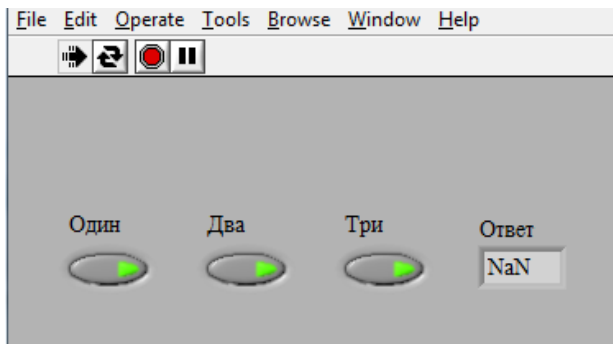 File Edit Operate Tools Browse Window Help
Один Два Три Ответ
NaN